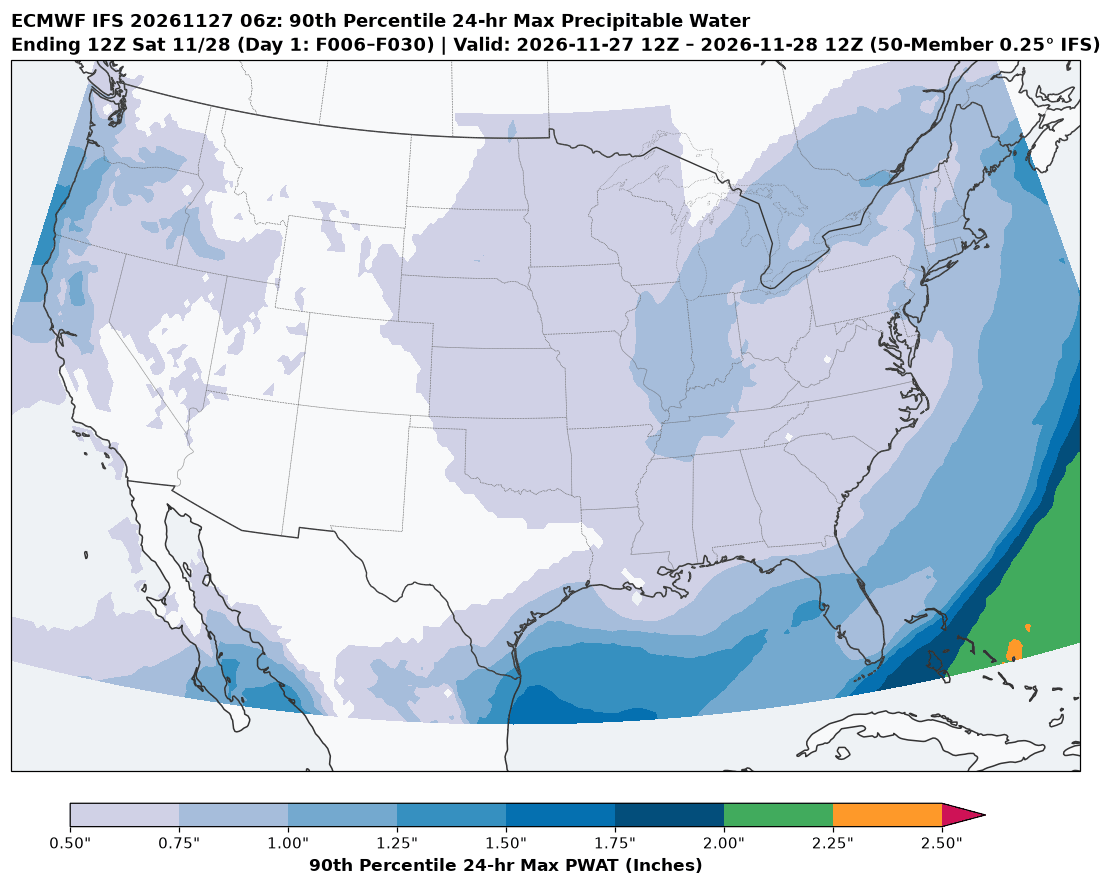 ECMWF IFS 20261127 06z: 90th Percentile 24-hr Max Precipitable Water
Ending 12Z Sat 11/28 (Day 1: F006–F030) | Valid: 2026-11-27 12Z – 2026-11-28 12Z (50-Member 0.25° IFS)
0.50" 0.75" 1.00" 1.25" 1.50" 1.75" 2.00" 2.25" 2.50"
90th Percentile 24-hr Max PWAT (Inches)